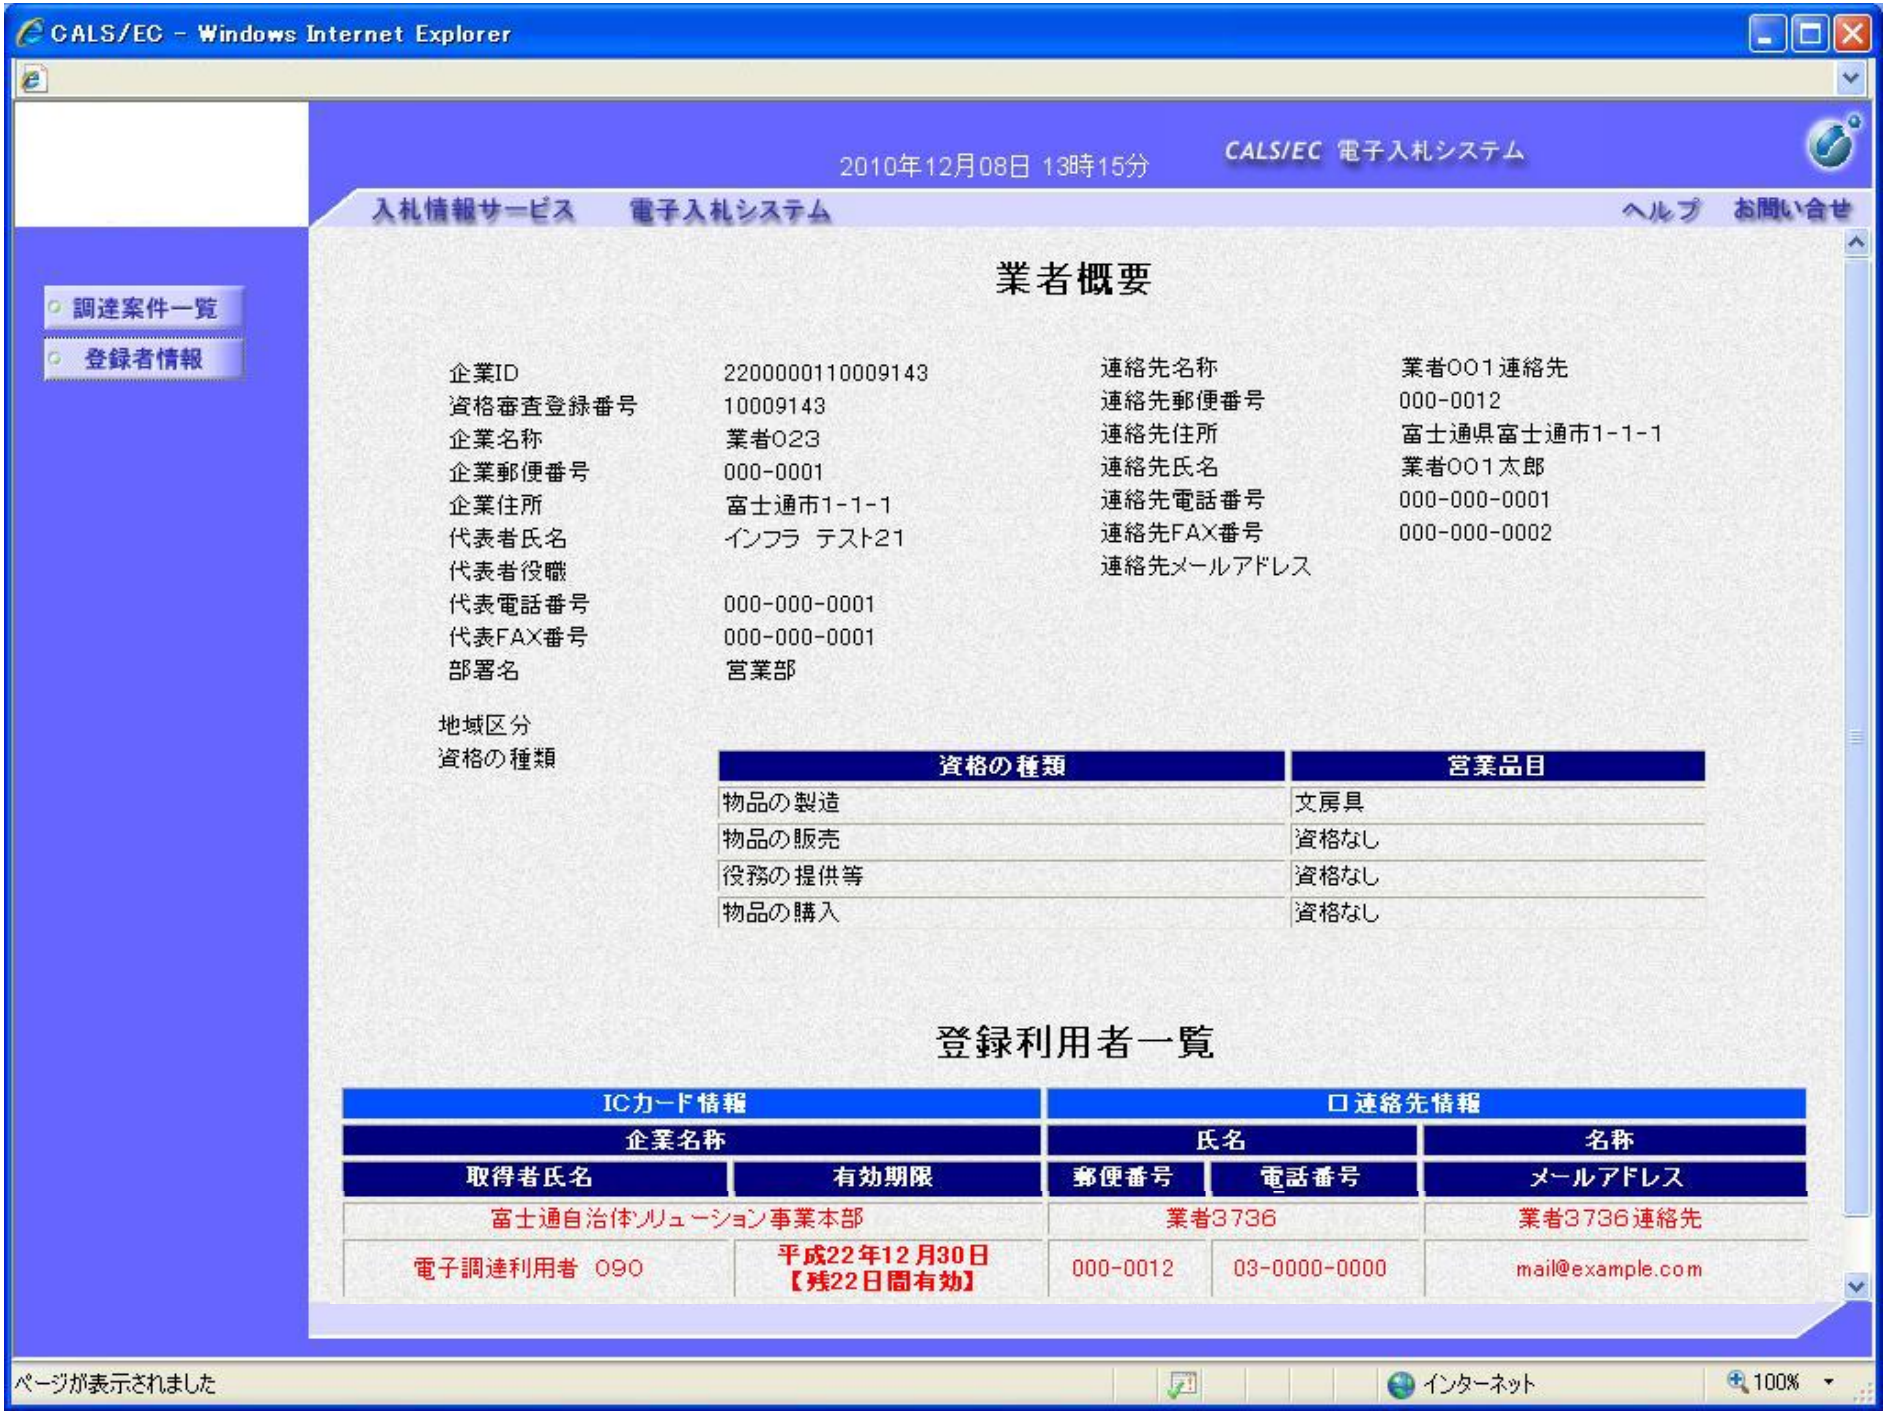 CALS/EC - Windows Internet Explorer
2010年12月08日 13時15分
CALS/EC 電子入札システム
入札情報サービス 電子入札システム ヘルプ お問い合せ
調達案件一覧
登録者情報
業者概要
企業ID 2200000110009143
資格審査登録番号 10009143
企業名称 業者023
企業郵便番号 000-0001
企業住所 富士通市1-1-1
代表者氏名 インフラ テスト21
代表者役職
代表電話番号 000-000-0001
代表FAX番号 000-000-0001
部署名 営業部
連絡先名称 業者001連絡先
連絡先郵便番号 000-0012
連絡先住所 富士通県富士通市1-1-1
連絡先氏名 業者001太郎
連絡先電話番号 000-000-0001
連絡先FAX番号 000-000-0002
連絡先メールアドレス
地域区分
資格の種類
資格の種類 営業品目
物品の製造 文房具
物品の販売 資格なし
役務の提供等 資格なし
物品の購入 資格なし
登録利用者一覧
ICカード情報 ロ連絡先情報
企業名称 氏名 名称
取得者氏名 有効期限 郵便番号 電話番号 メールアドレス
富士通自治体ソリューション事業本部 業者3736 業者3736連絡先
電子調達利用者 090 平成22年12月30日 000-0012 03-0000-0000 mail@example.com
【残22日間有効】
ページが表示されました インターネット 100%